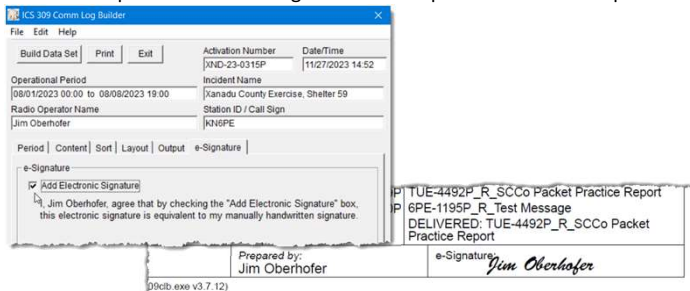 ICS 309 Comm Log Builder
File Edit Help
Build Data Set Print Exit
Activation Number Date/Time
XND-23-0315P 11/27/2023 14:52
Operational Period Incident Name
08/01/2023 00:00 to 08/08/2023 19:00 Xanadu County Exercise, Shelter 59
Radio Operator Name Station ID / Call Sign
Jim Oberhofer KN6PE
Period Content Sort Layout Output e-Signature
e-Signature
Add Electronic Signature
I, Jim Oberhofer, agree that by checking the "Add Electronic Signature" box,
this electronic signature is equivalent to my manually handwritten signature.
P TUE-4492P_R_SCCo Packet Practice Report
P 6PE-1195P_R_Test Message
DELIVERED: TUE-4492P_R_SCCo Packet
Practice Report
Prepared by: e-Signature
Jim Oberhofer Jim Oberhofer
09clb.exe v3.7.12)